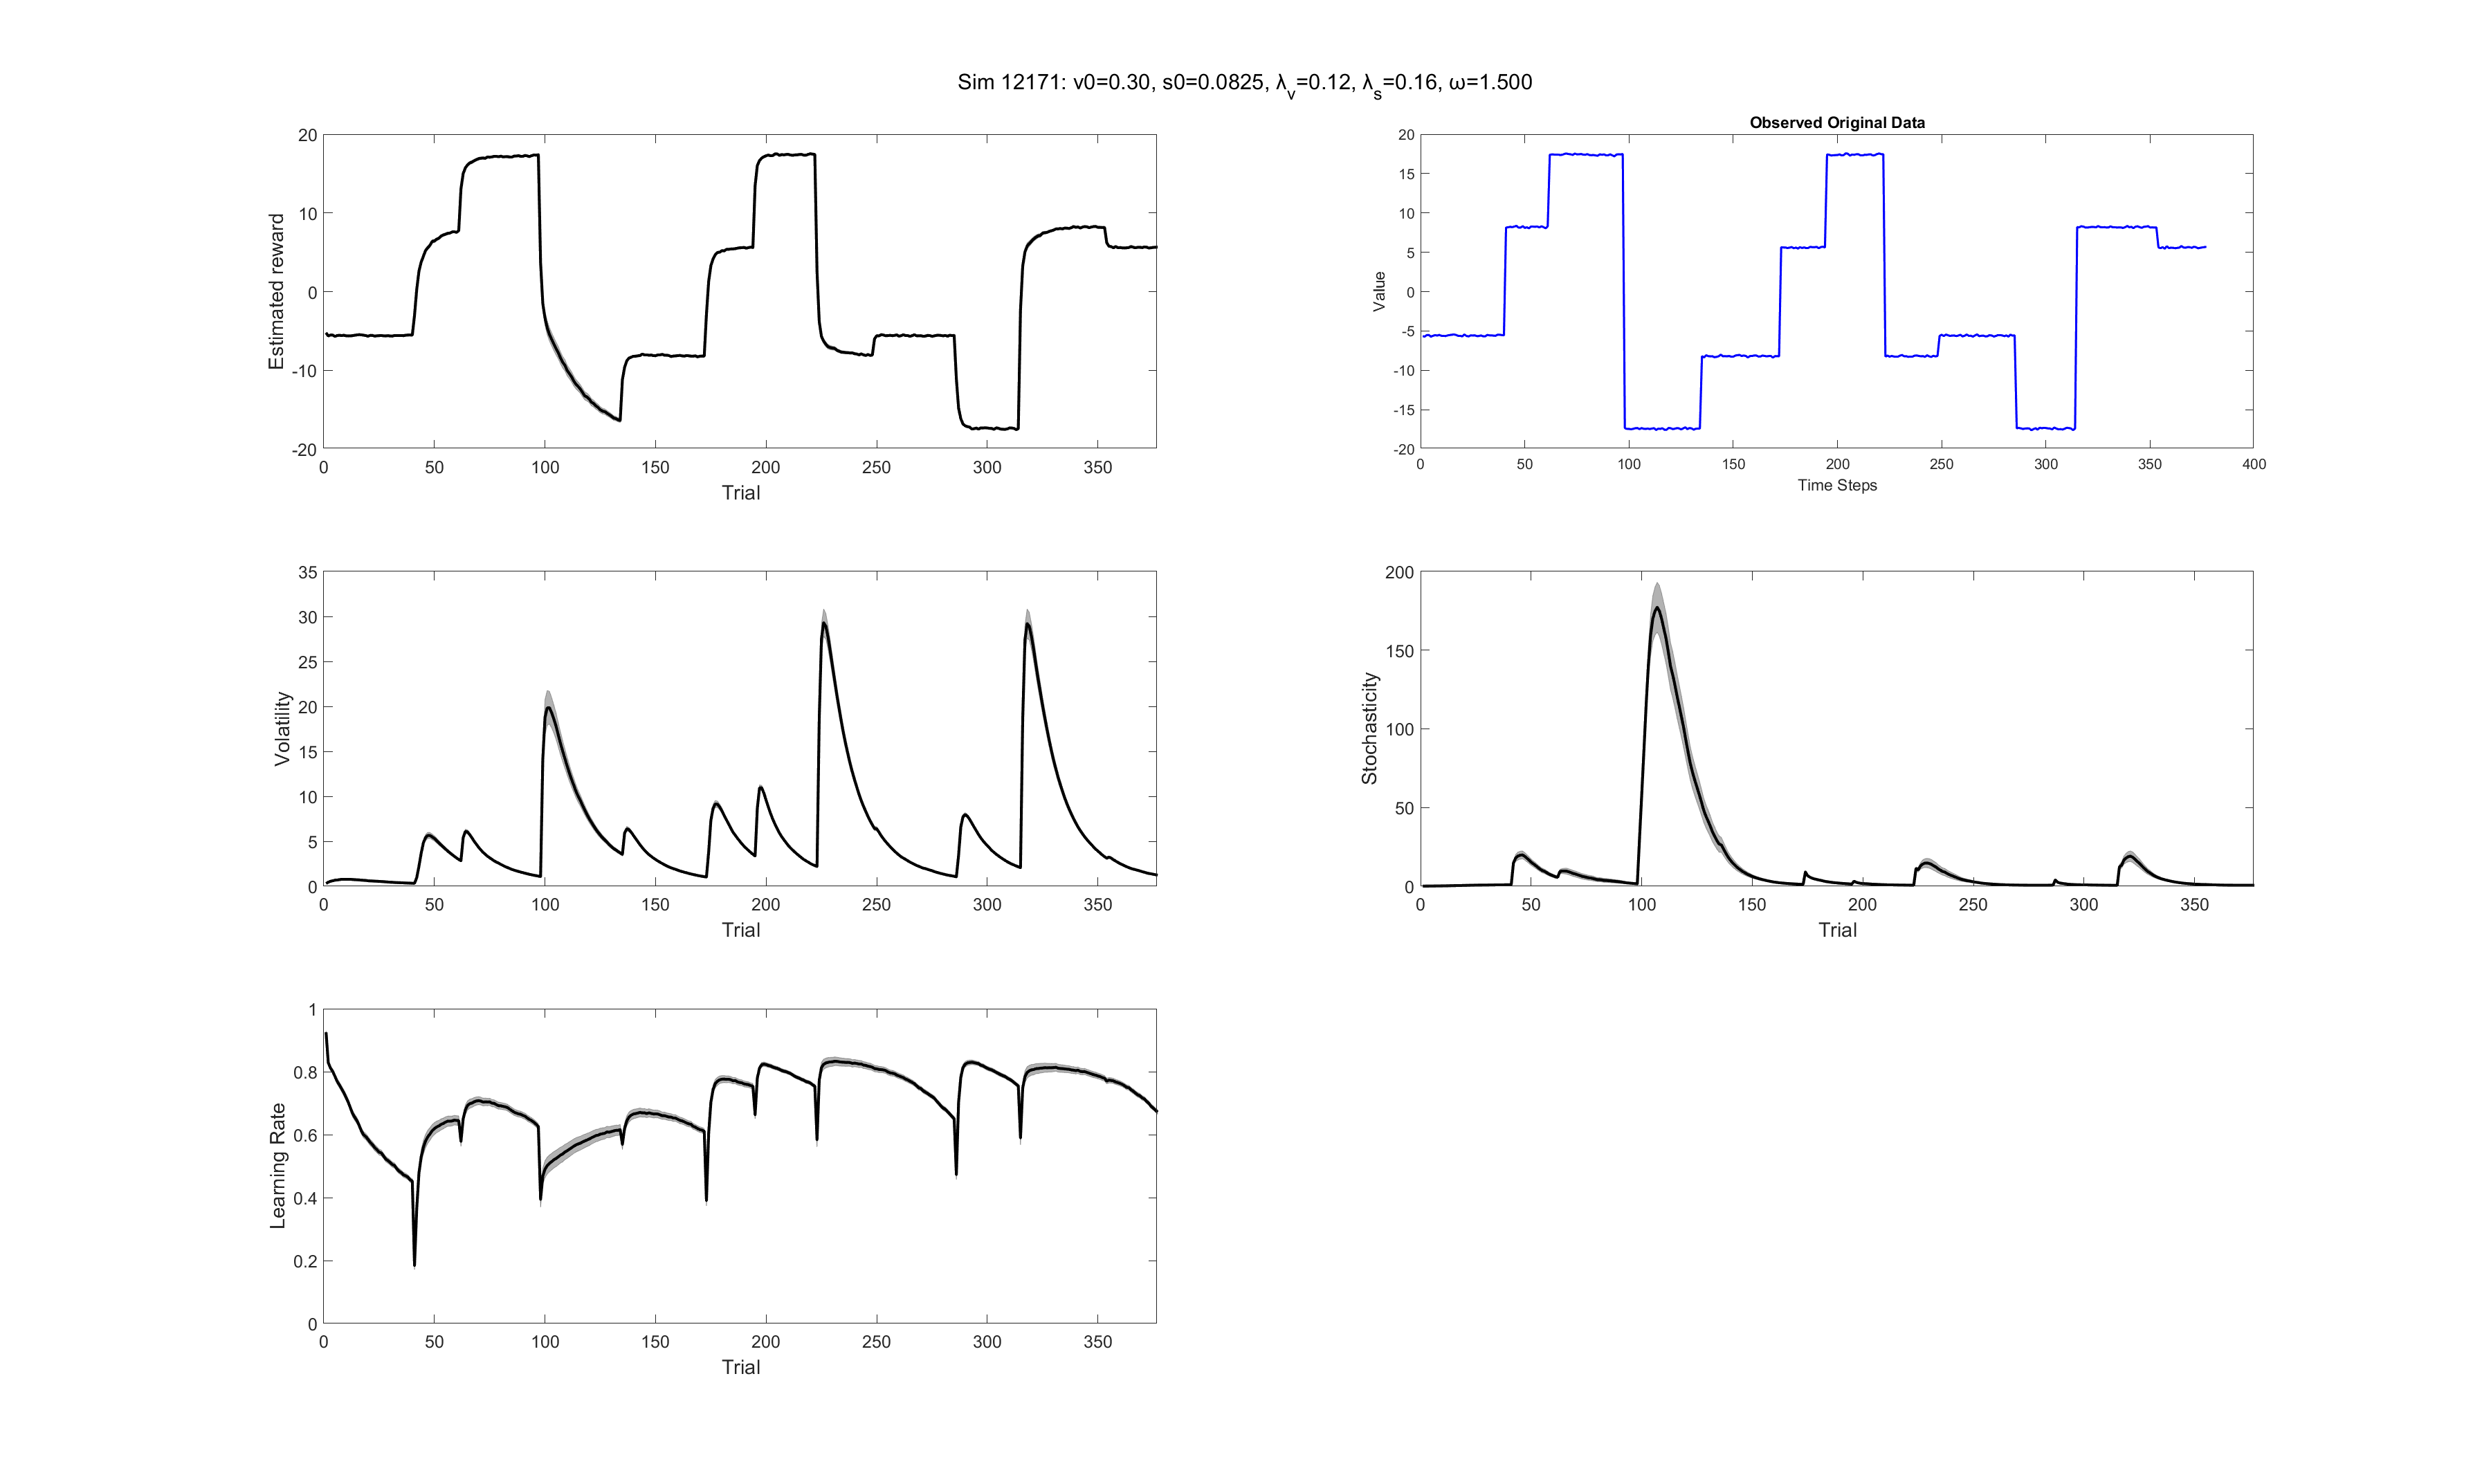 Sim 12171: v0=0.30, s0=0.0825, λv=0.12, λs=0.16, ω=1.500
20
10
0
-10
-20
Estimated reward
0 50 100 150 200 250 300 350
Trial
Observed Original Data
20
15
10
5
0
-5
-10
-15
-20
Value
0 50 100 150 200 250 300 350 400
Time Steps
35
30
25
20
15
10
5
0
Volatility
0 50 100 150 200 250 300 350
Trial
200
150
100
50
0
Stochasticity
0 50 100 150 200 250 300 350
Trial
1
0.8
0.6
0.4
0.2
0
Learning Rate
0 50 100 150 200 250 300 350
Trial